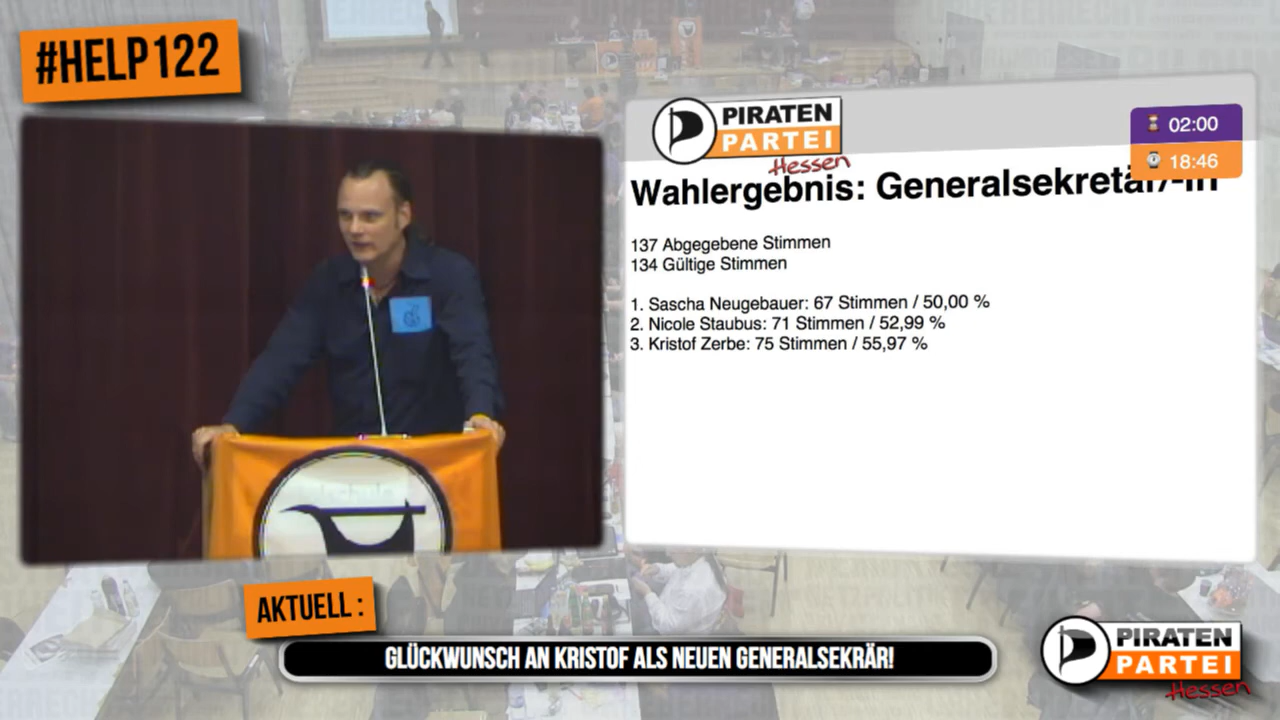 #HELP122
PIRATEN
PARTEI
Hessen
02:00
18:46
Wahlergebnis: Generalsekretär/-in
137 Abgegebene Stimmen
134 Gültige Stimmen
1. Sascha Neugebauer: 67 Stimmen / 50,00 %
2. Nicole Staubus: 71 Stimmen / 52,99 %
3. Kristof Zerbe: 75 Stimmen / 55,97 %
AKTUELL :
GLÜCKWUNSCH AN KRISTOF ALS NEUEN GENERALSEKRÄR!
PIRATEN
PARTEI
Hessen